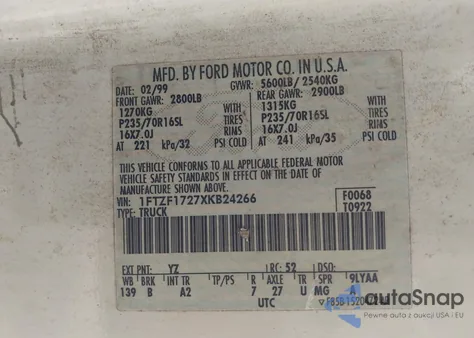 MFD. BY FORD MOTOR CO. IN U.S.A.
DATE: 02/99 GVWR: 5600LB/ 2540KG
FRONT GAWR: 2800LB REAR GAWR: 2900LB
1270KG WITH 1315KG WITH
P235/70R16SL TIRES P235/70R16SL TIRES
16X7.0J RIMS 16X7.0J RIMS
AT 221 kPa/32 PSI COLD AT 241 kPa/35 PSI COLD
THIS VEHICLE CONFORMS TO ALL APPLICABLE FEDERAL MOTOR
VEHICLE SAFETY STANDARDS IN EFFECT ON THE DATE OF
MANUFACTURE SHOWN ABOVE.
VIN: 1FTZF1727XKB24266 F0068
TYPE: TRUCK T0922
EXT PNT: YZ RC: 52 DSO:
WB BRK INT TR TP/PS R AXLE TR SPR 9LYAA
139 B A2 7 27 U MG A
UTC
autaSnap
Pewne auta z aukcji USA i EU